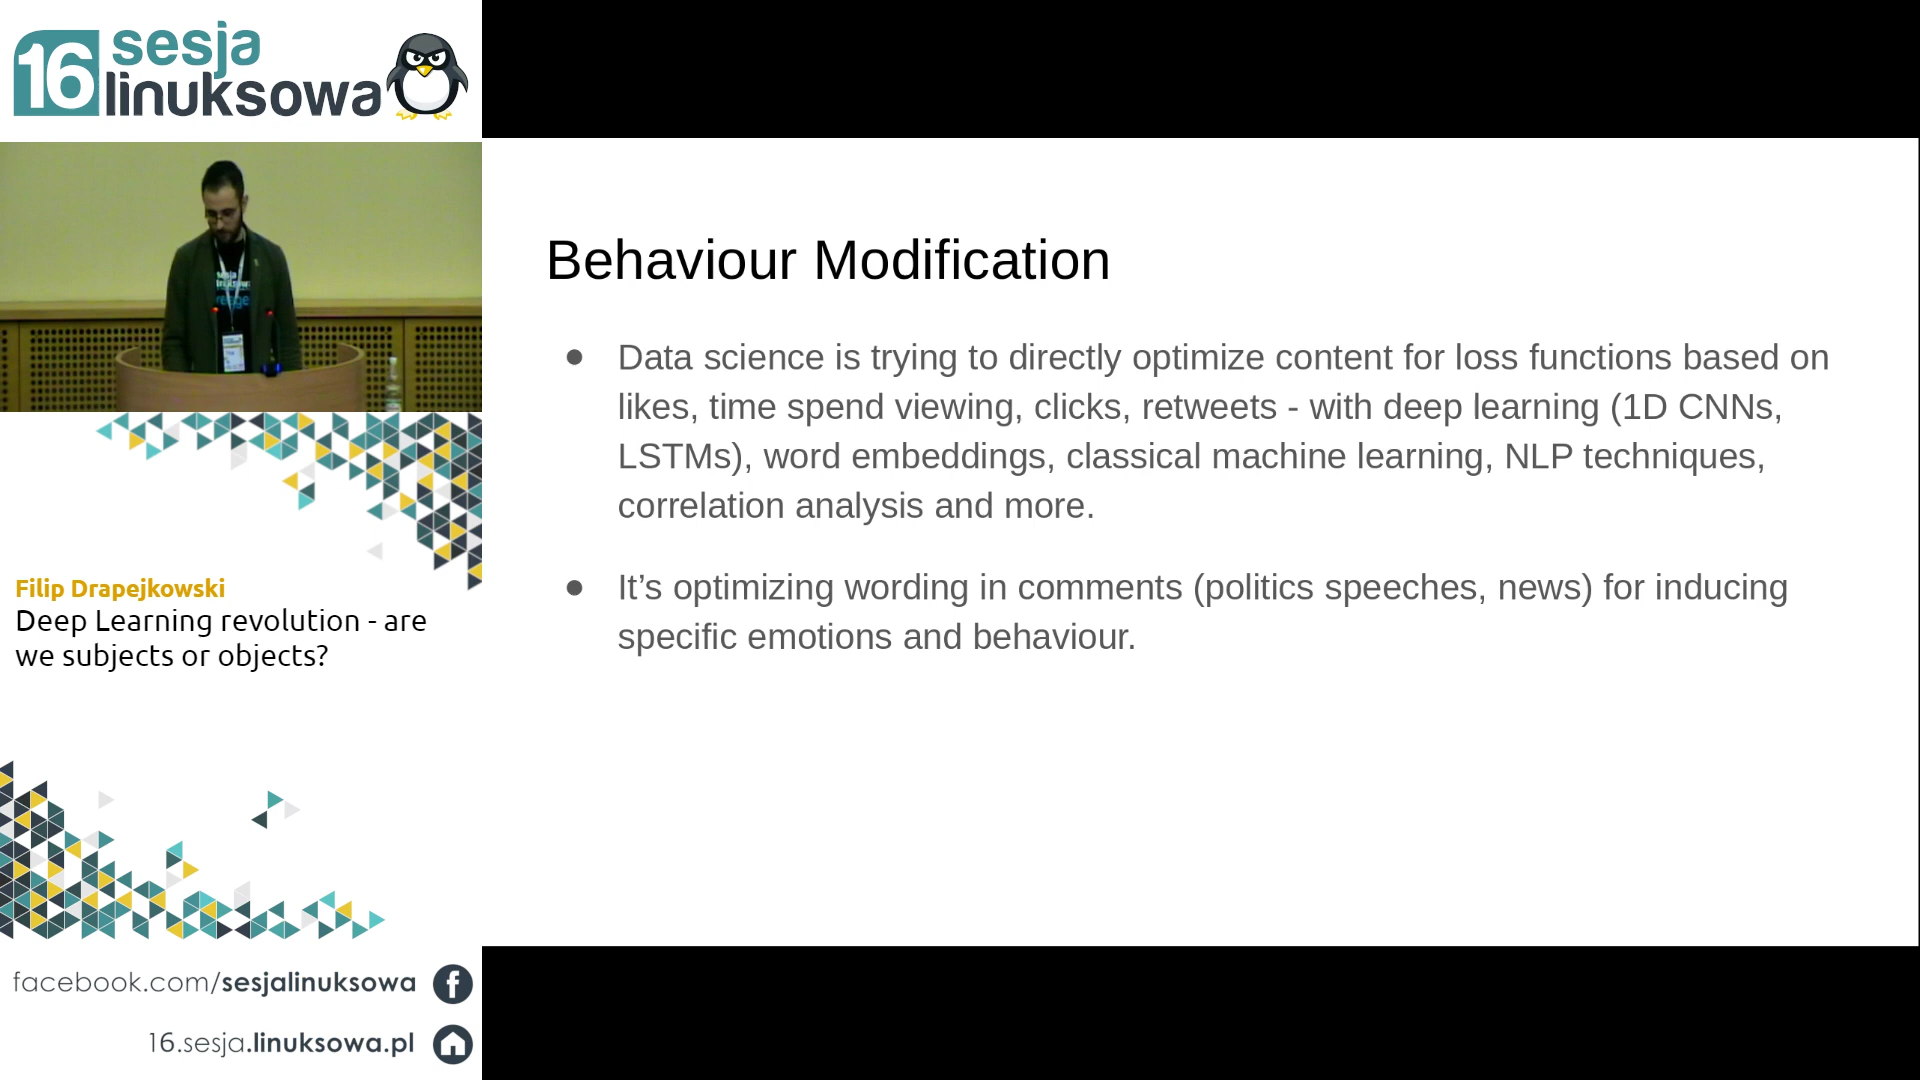 16 sesja
linuksowa
Filip Drapejkowski
Deep Learning revolution - are
we subjects or objects?
facebook.com/sesjalinuksowa
16.sesja.linuksowa.pl
Behaviour Modification
● Data science is trying to directly optimize content for loss functions based on
likes, time spend viewing, clicks, retweets - with deep learning (1D CNNs,
LSTMs), word embeddings, classical machine learning, NLP techniques,
correlation analysis and more.
● It’s optimizing wording in comments (politics speeches, news) for inducing
specific emotions and behaviour.